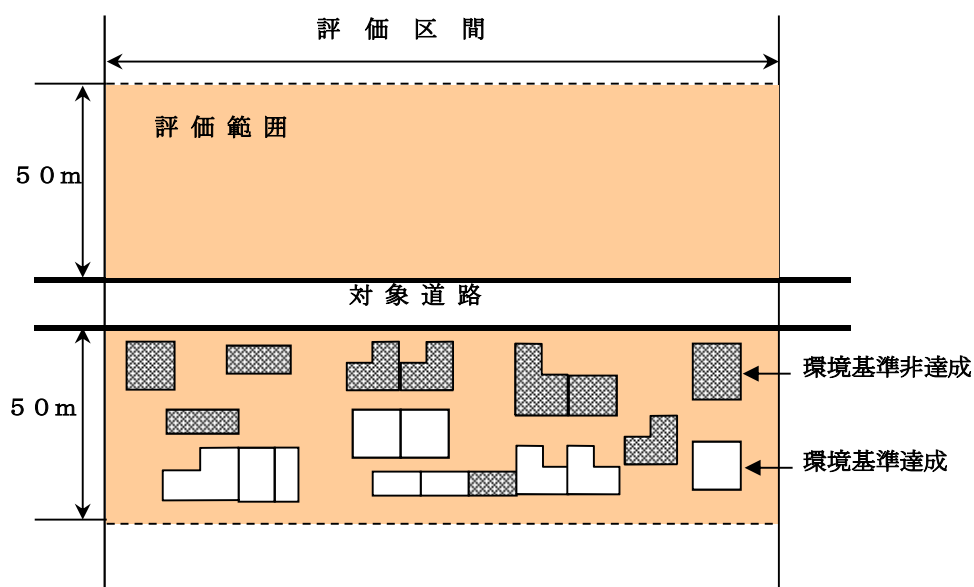 評 価 区 間
評 価 範 囲
５０m
対 象 道 路
環境基準非達成
５０m
環境基準達成